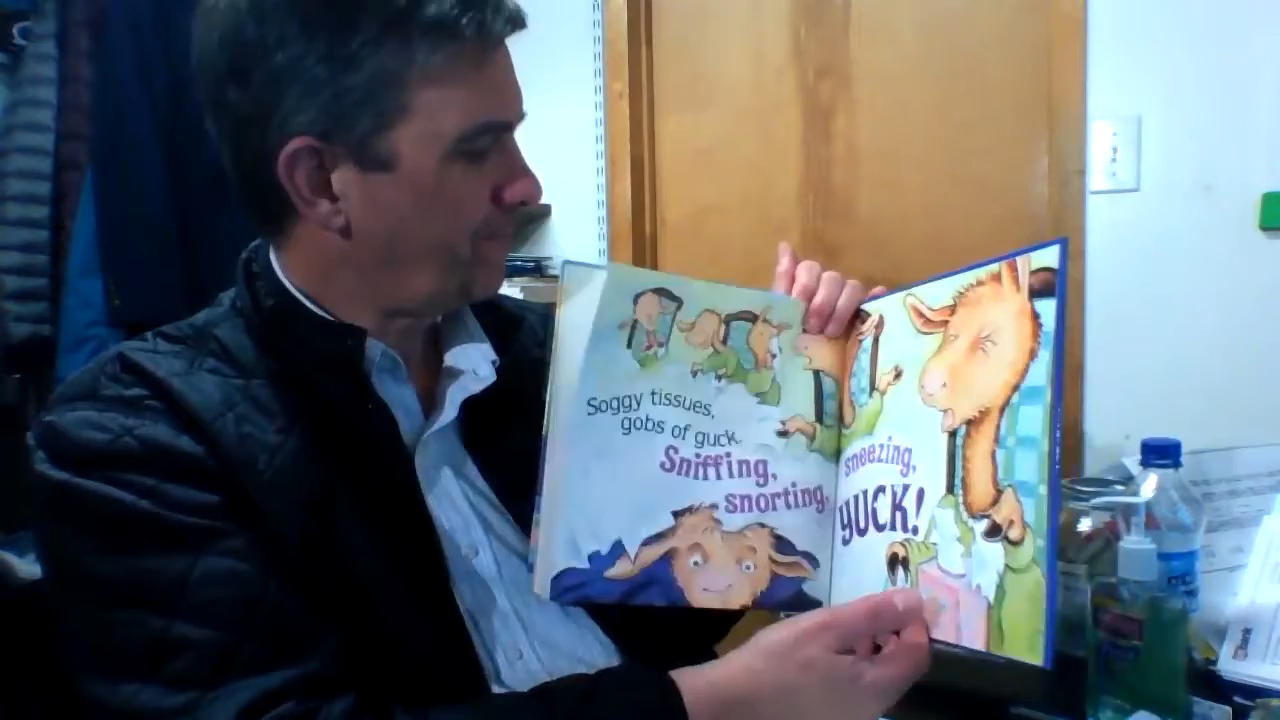 Soggy tissues,
gobs of guck.
Sniffing,
snorting,
sneezing,
YUCK!